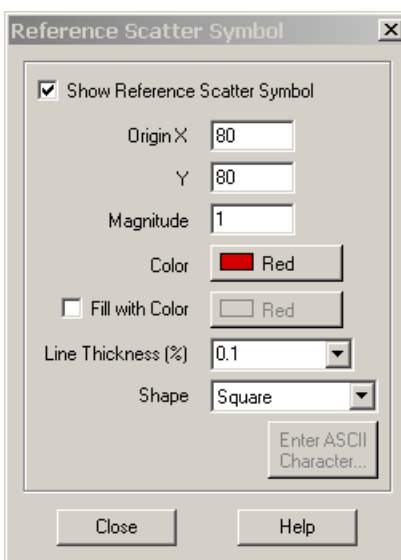 Reference Scatter Symbol
Show Reference Scatter Symbol
Origin X 80
Y 80
Magnitude 1
Color Red
Fill with Color Red
Line Thickness (%) 0.1
Shape Square
Enter ASCII
Character...
Close Help